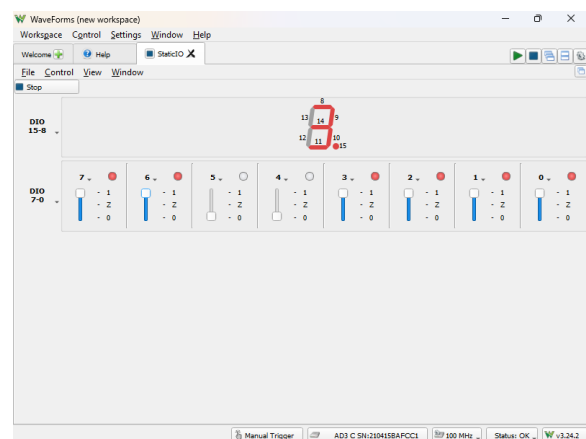 WaveForms (new workspace)
Workspace Control Settings Window Help
Welcome Help StaticIO
File Control View Window
Stop
8
DIO 13 14 9
15-8 12 11 10
15
7 6 5 4 3 2 1 0
- 1 - 1 - 1 - 1 - 1 - 1 - 1 - 1
DIO
7-0 - Z - Z - Z - Z - Z - Z - Z - Z
- 0 - 0 - 0 - 0 - 0 - 0 - 0 - 0
Manual Trigger AD3 C SN:210415BAFCC1 100 MHz Status: OK v3.24.2